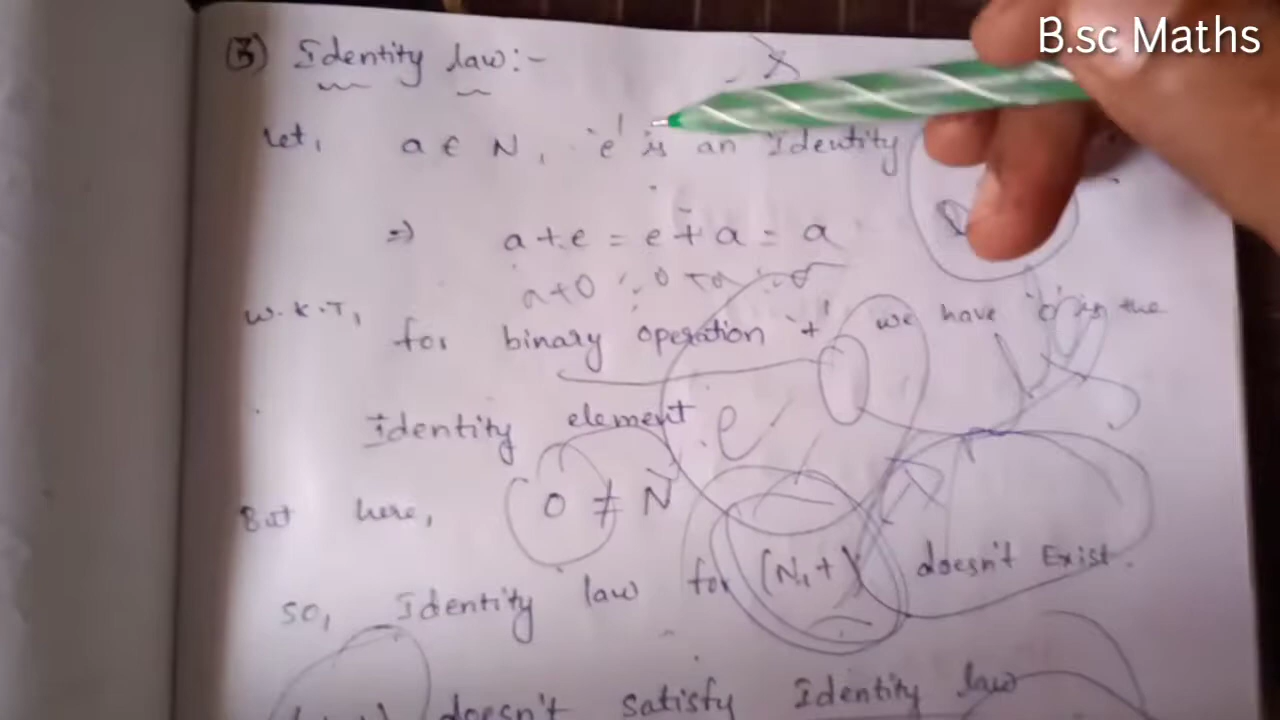 B.sc Maths
(3) Identity law:-
Let, a ∈ N, 'e' is an Identity
=> a + e = e + a = a
a+0 = 0 + a = a
W.K.T, for binary operation '+' we have '0' is the
Identity element. e
But here, 0 ≠ N
So, Identity law for (N,+) doesn't Exist.
doesn't satisfy Identity law